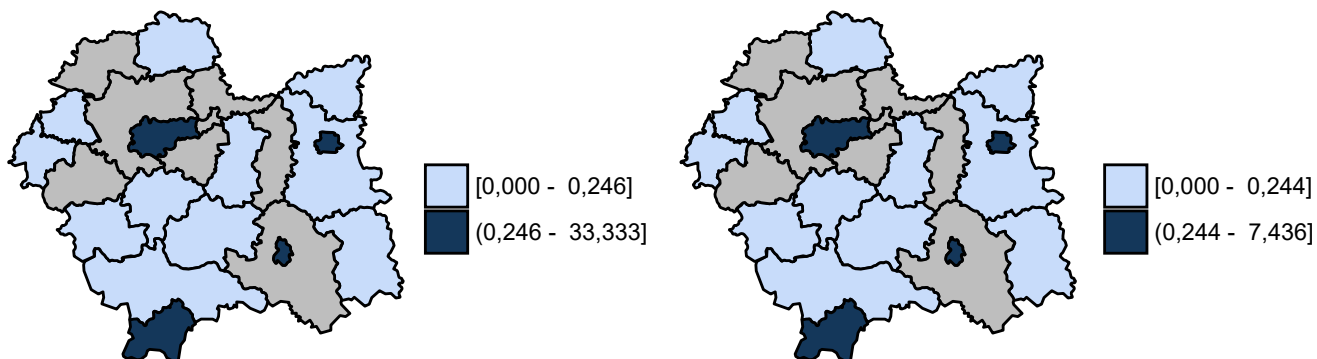 [0,000 -  0,246]
(0,246 -  33,333]
[0,000 -  0,244]
(0,244 -  7,436]